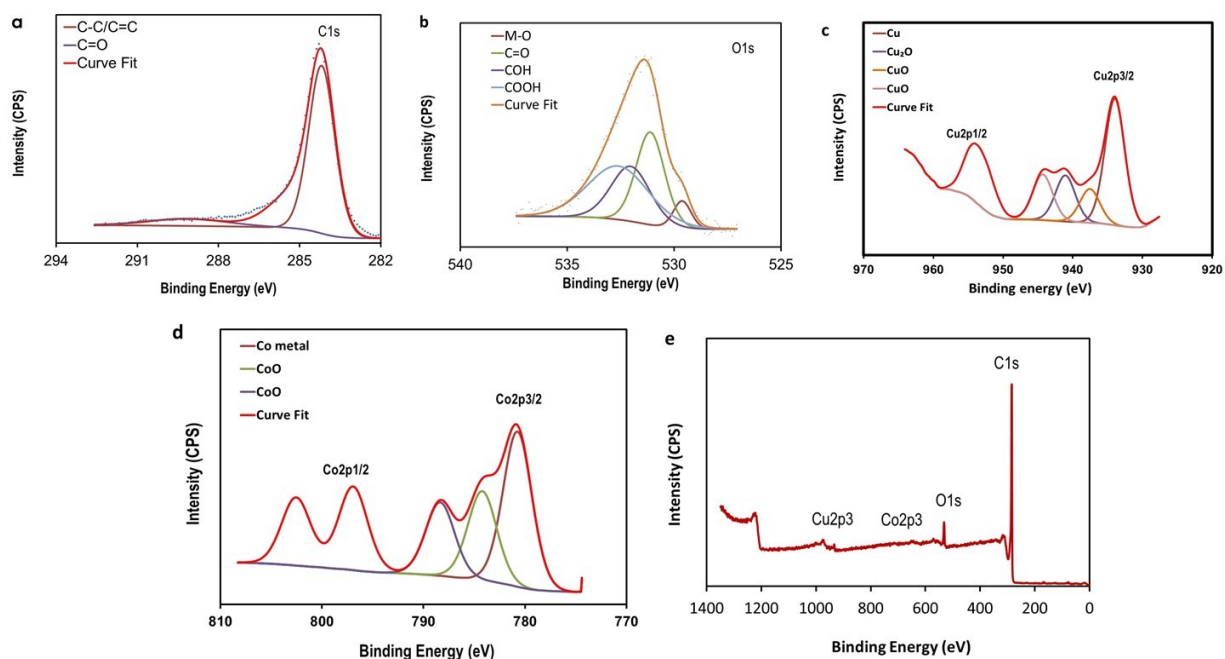 a
C-C/C=C
C=O
Curve Fit
C1s
Intensity (CPS)
294 291 288 284 282
Binding Energy (eV)
b
M-O
C=O
COH
COOH
Curve Fit
O1s
Intensity (CPS)
540 535 530 525
Binding Energy (eV)
c
Cu
Cu₂O
CuO
CuO
Curve Fit
Cu2p3/2
Cu2p1/2
Intensity (CPS)
970 960 950 940 930 920
Binding energy (eV)
d
Co metal
CoO
CoO
Curve Fit
Co2p3/2
Co2p1/2
Intensity (CPS)
810 800 790 780 770
Binding Energy (eV)
e
C1s
O1s
Cu2p3
Co2p3
Intensity (CPS)
1400 1200 1000 800 600 400 200 0
Binding Energy (eV)